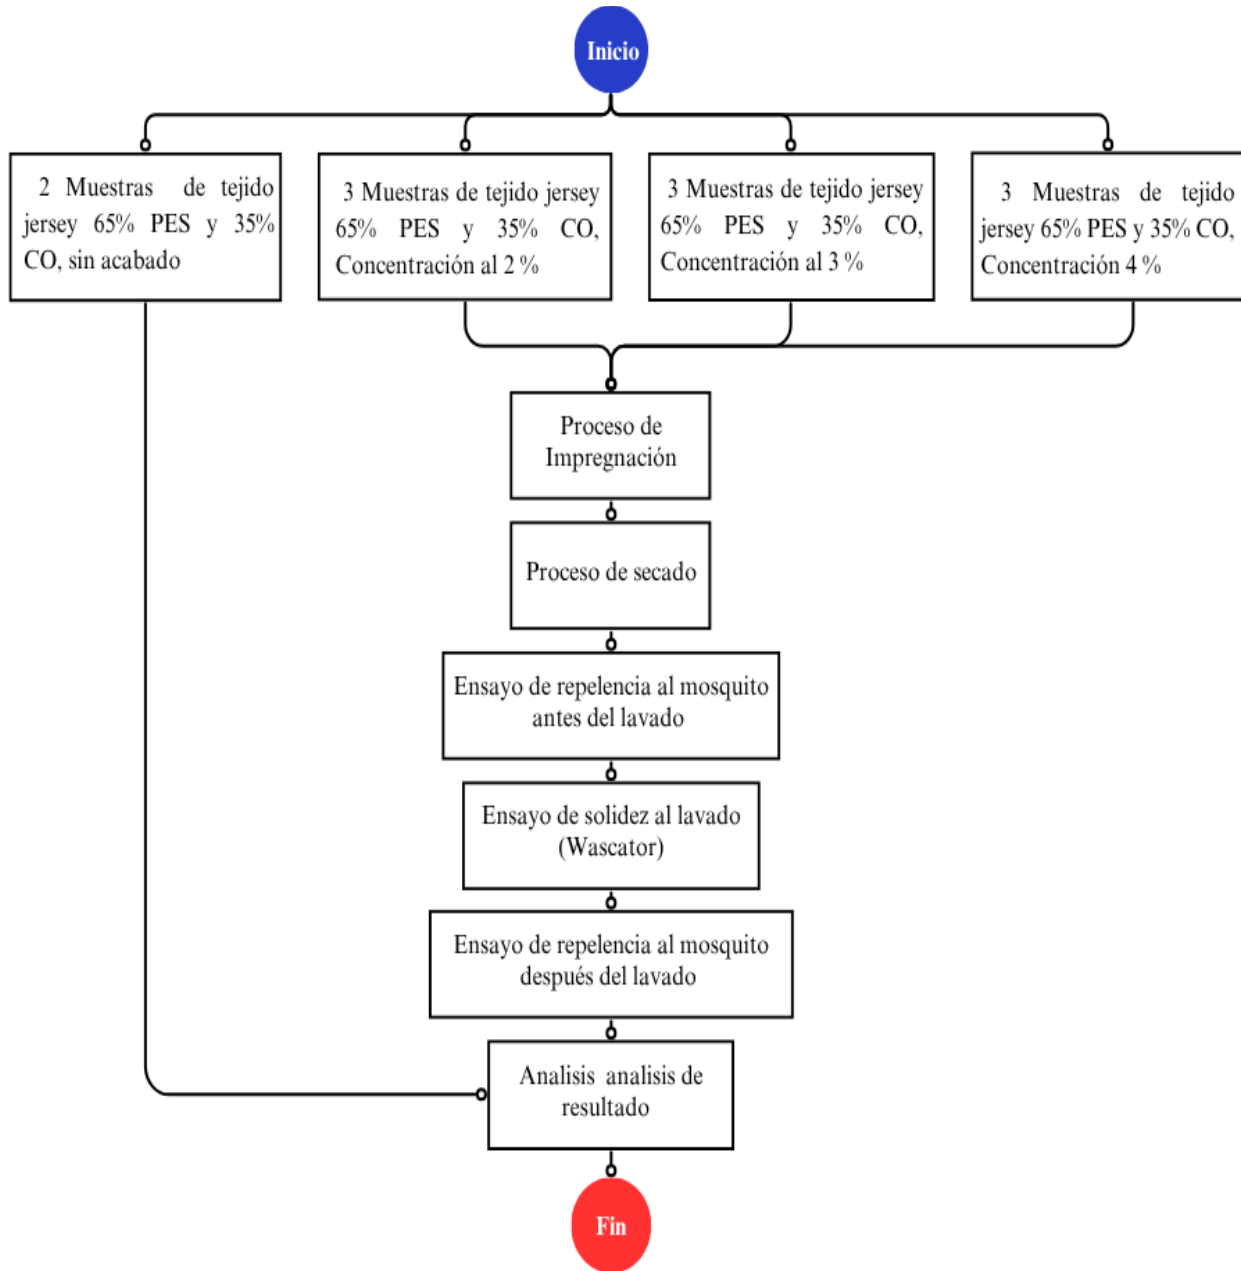 Inicio
2 Muestras de tejido
jersey 65% PES y 35%
CO, sin acabado
3 Muestras de tejido jersey
65% PES y 35% CO,
Concentración al 2 %
3 Muestras de tejido jersey
65% PES y 35% CO,
Concentración al 3 %
3 Muestras de tejido
jersey 65% PES y 35% CO,
Concentración 4 %
Proceso de
Impregnación
Proceso de secado
Ensayo de repelencia al mosquito
antes del lavado
Ensayo de solidez al lavado
(Wascator)
Ensayo de repelencia al mosquito
después del lavado
Analisis analisis de
resultado
Fin